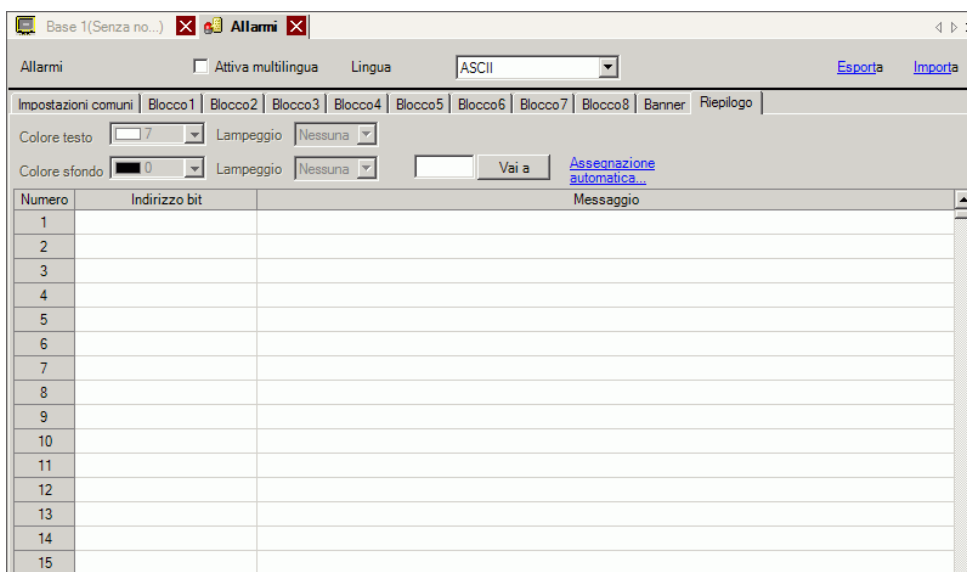 Base 1(Senza no...) Allarmi
Allarmi Attiva multilingua Lingua ASCII Esporta Importa
Impostazioni comuni Blocco1 Blocco2 Blocco3 Blocco4 Blocco5 Blocco6 Blocco7 Blocco8 Banner Riepilogo
Colore testo 7 Lampeggio Nessuna
Colore sfondo 0 Lampeggio Nessuna Vai a Assegnazione
automatica...
Numero Indirizzo bit Messaggio
1
2
3
4
5
6
7
8
9
10
11
12
13
14
15